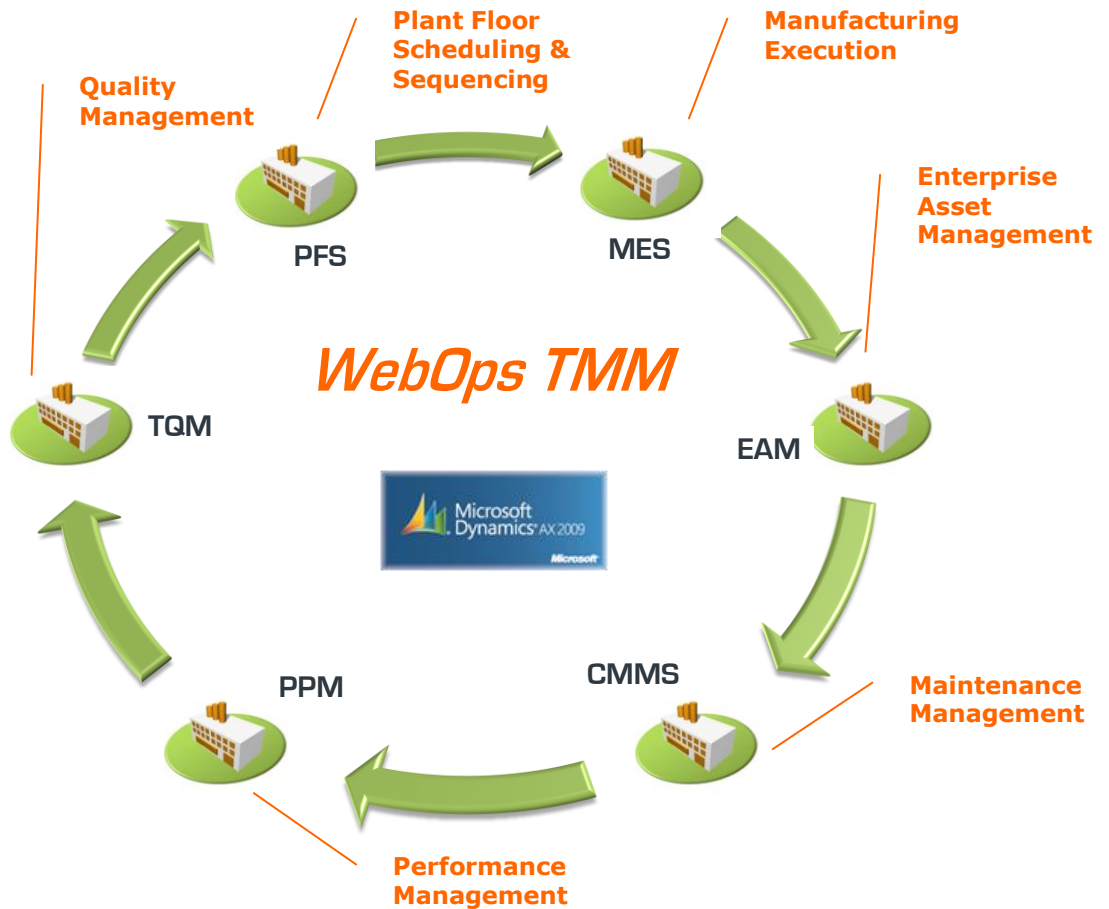 Plant Floor
Scheduling &
Sequencing
Manufacturing
Execution
Quality
Management
Enterprise
Asset
Management
PFS
MES
WebOps TMM
TQM
EAM
Microsoft
Dynamics® AX 2009
Microsoft®
PPM
CMMS
Maintenance
Management
Performance
Management